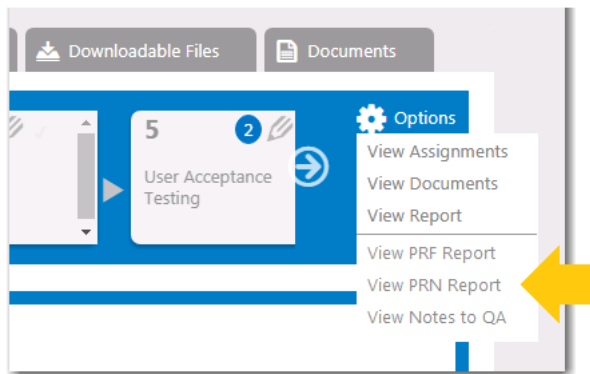 Downloadable Files
Documents
5
2
User Acceptance
Testing
Options
View Assignments
View Documents
View Report
View PRF Report
View PRN Report
View Notes to QA